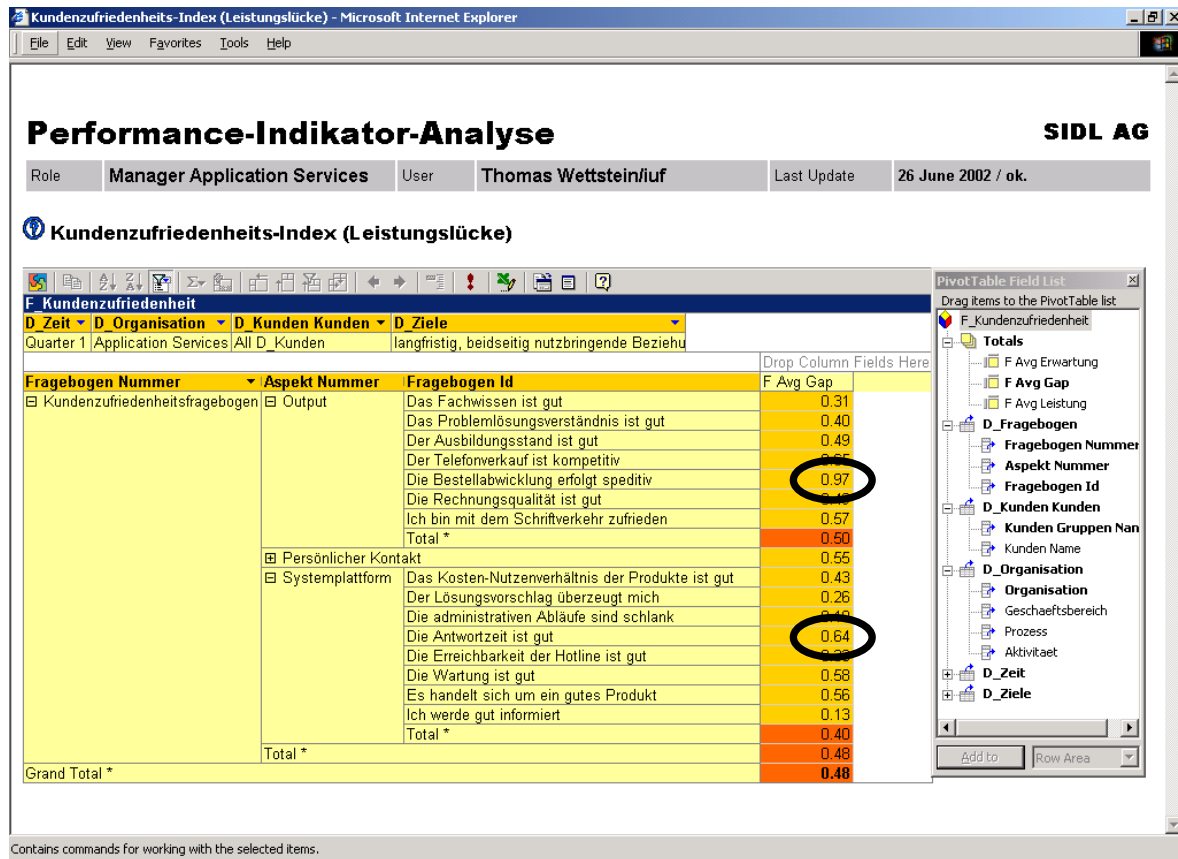 Kundenzufriedenheits-Index (Leistungslücke) - Microsoft Internet Explorer
File Edit View Favorites Tools Help
Performance-Indikator-Analyse SIDL AG
Role Manager Application Services User Thomas Wettstein/iuf Last Update 26 June 2002 / ok.
Kundenzufriedenheits-Index (Leistungslücke)
F_Kundenzufriedenheit
D_Zeit D_Organisation D_Kunden Kunden D_Ziele
Quarter 1 Application Services All D_Kunden langfristig, beidseitig nutzbringende Beziehu
Drop Column Fields Here
Fragebogen Nummer Aspekt Nummer Fragebogen Id F Avg Gap
Kundenzufriedenheitsfragebogen Output Das Fachwissen ist gut 0.31
Das Problemlösungsverständnis ist gut 0.40
Der Ausbildungsstand ist gut 0.49
Der Telefonverkauf ist kompetitiv
Die Bestellabwicklung erfolgt speditiv 0.97
Die Rechnungsqualität ist gut
Ich bin mit dem Schriftverkehr zufrieden 0.57
Total * 0.50
Persönlicher Kontakt 0.55
Systemplattform Das Kosten-Nutzenverhältnis der Produkte ist gut 0.43
Der Lösungsvorschlag überzeugt mich 0.26
Die administrativen Abläufe sind schlank
Die Antwortzeit ist gut 0.64
Die Erreichbarkeit der Hotline ist gut
Die Wartung ist gut 0.58
Es handelt sich um ein gutes Produkt 0.56
Ich werde gut informiert 0.13
Total * 0.40
Total * 0.48
Grand Total * 0.48
PivotTable Field List
Drag items to the PivotTable list
F_Kundenzufriedenheit
Totals
F Avg Erwartung
F Avg Gap
F Avg Leistung
D_Fragebogen
Fragebogen Nummer
Aspekt Nummer
Fragebogen Id
D_Kunden Kunden
Kunden Gruppen Nan
Kunden Name
D_Organisation
Organisation
Geschaeftsbereich
Prozess
Aktivitaet
D_Zeit
D_Ziele
Add to Row Area
Contains commands for working with the selected items.